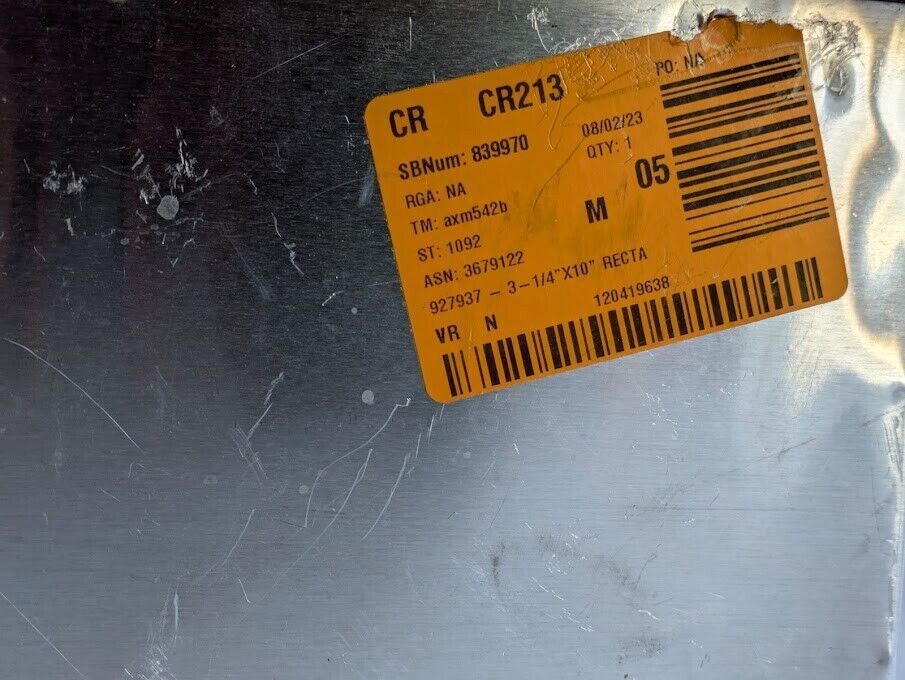 CR CR213 PO: NA
SBNum: 839970 08/02/23
RGA: NA QTY: 1
TM: axm542b M 05
ST: 1092
ASN: 3679122
927937 – 3-1/4"X10" RECTA
VR N 120419638